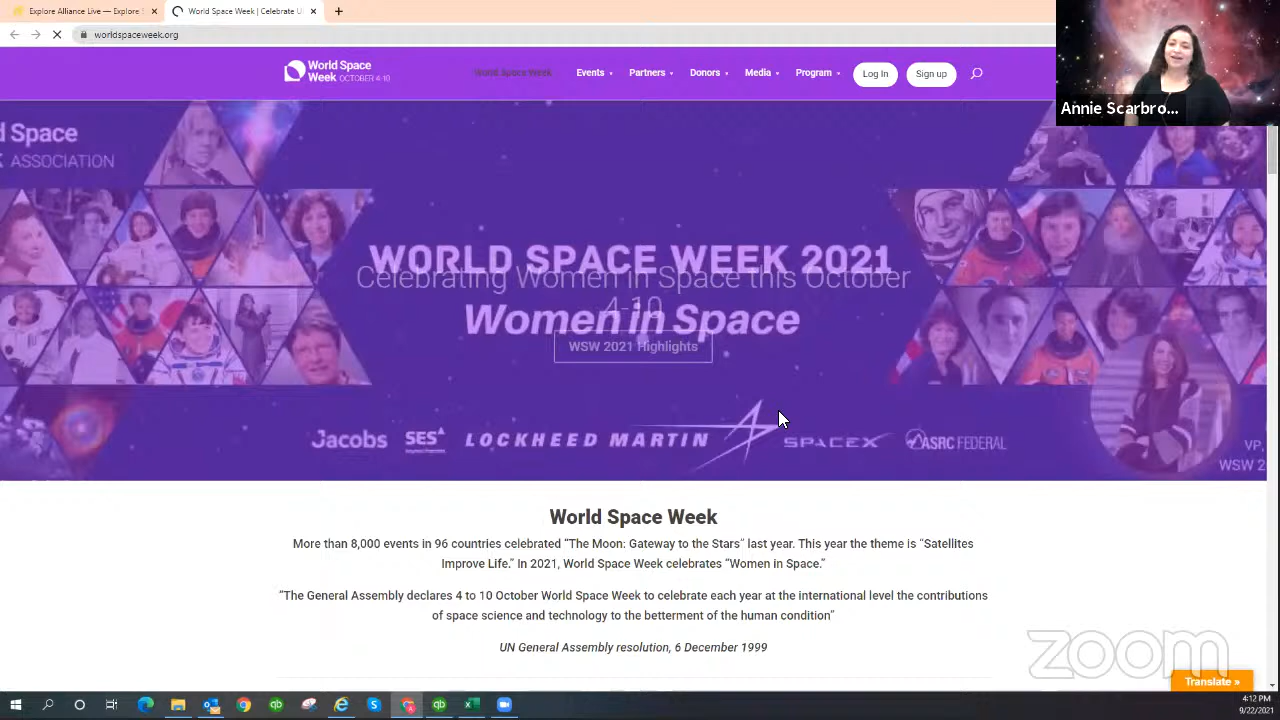 Explore Alliance Live — Explore S
World Space Week | Celebrate U
worldspaceweek.org
World Space
Week OCTOBER 4-10
World Space Week
Events
Partners
Donors
Media
Program
Log In
Sign up
Annie Scarbro...
d Space
ASSOCIATION
WORLD SPACE WEEK 2021
Celebrating Women in Space this October
4-10
Women in Space
WSW 2021 Highlights
Jacobs
SES
LOCKHEED MARTIN
SPACEX
ASRC FEDERAL
VP,
WSW 2
World Space Week
More than 8,000 events in 96 countries celebrated “The Moon: Gateway to the Stars” last year. This year the theme is “Satellites
Improve Life.” In 2021, World Space Week celebrates “Women in Space.”
“The General Assembly declares 4 to 10 October World Space Week to celebrate each year at the international level the contributions
of space science and technology to the betterment of the human condition”
UN General Assembly resolution, 6 December 1999
zoom
Translate »
4:12 PM
9/22/2021